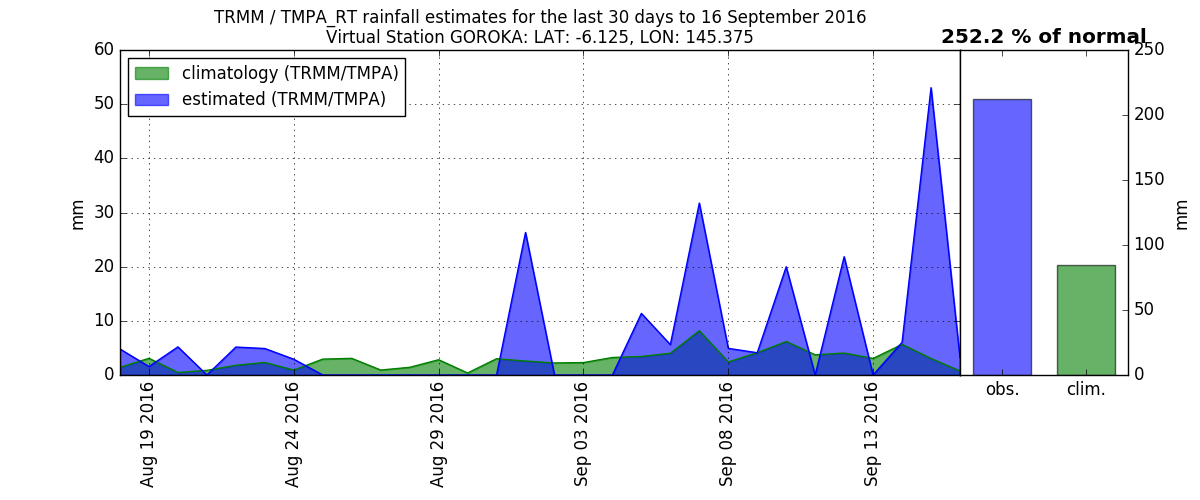 TRMM / TMPA_RT rainfall estimates for the last 30 days to 16 September 2016
Virtual Station GOROKA: LAT: -6.125, LON: 145.375
252.2 % of normal
climatology (TRMM/TMPA)
estimated (TRMM/TMPA)
60
50
40
30
20
10
0
mm
Aug 19 2016
Aug 24 2016
Aug 29 2016
Sep 03 2016
Sep 08 2016
Sep 13 2016
250
200
150
100
50
0
mm
obs.
clim.